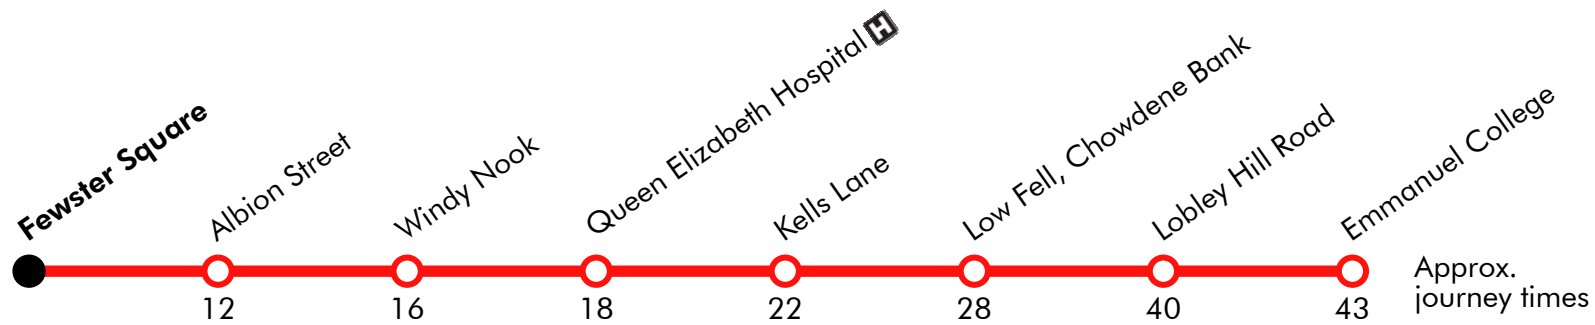 Fewster Square
Albion Street
Windy Nook
Queen Elizabeth Hospital H
Kells Lane
Low Fell, Chowdene Bank
Lobley Hill Road
Emmanuel College
12
16
18
22
28
40
43
Approx.
journey times